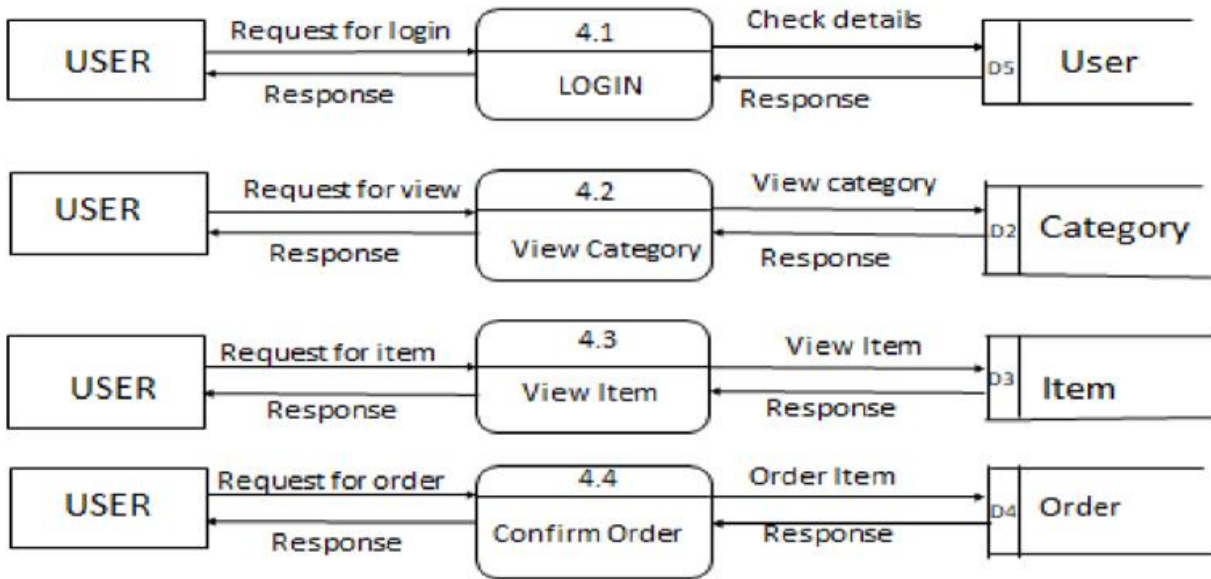 USER
Request for login
Response
4.1
LOGIN
Check details
Response
D5
User
USER
Request for view
Response
4.2
View Category
View category
Response
D2
Category
USER
Request for item
Response
4.3
View Item
View Item
Response
D3
Item
USER
Request for order
Response
4.4
Confirm Order
Order Item
Response
D4
Order